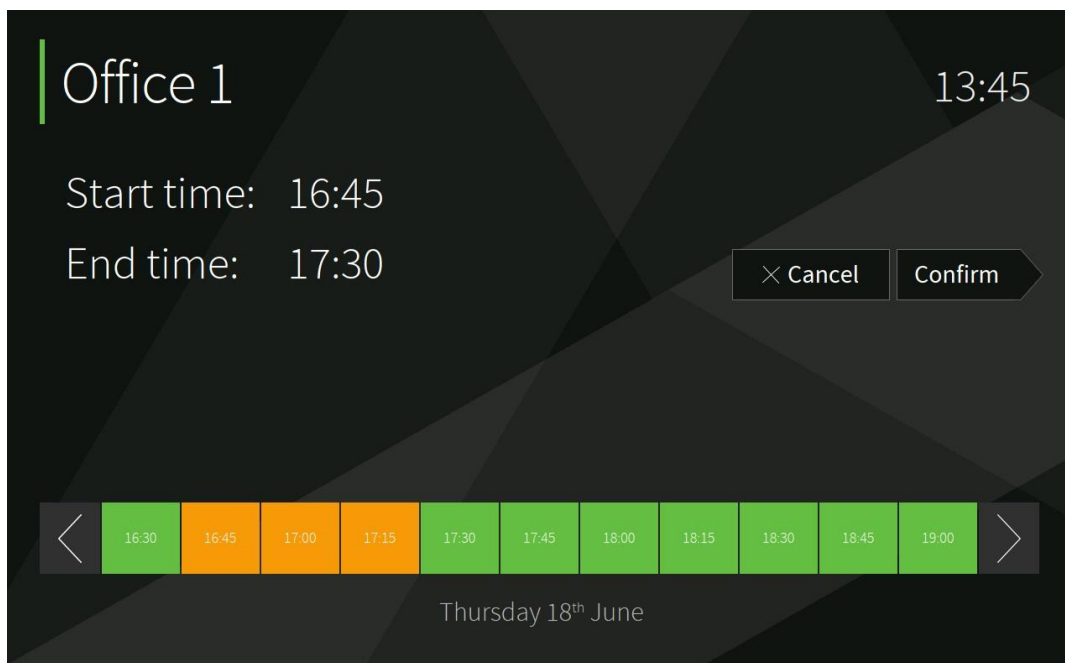 Office 1
13:45
Start time: 16:45
End time: 17:30
× Cancel Confirm
16:30 16:45 17:00 17:15 17:30 17:45 18:00 18:15 18:30 18:45 19:00
Thursday 18th June